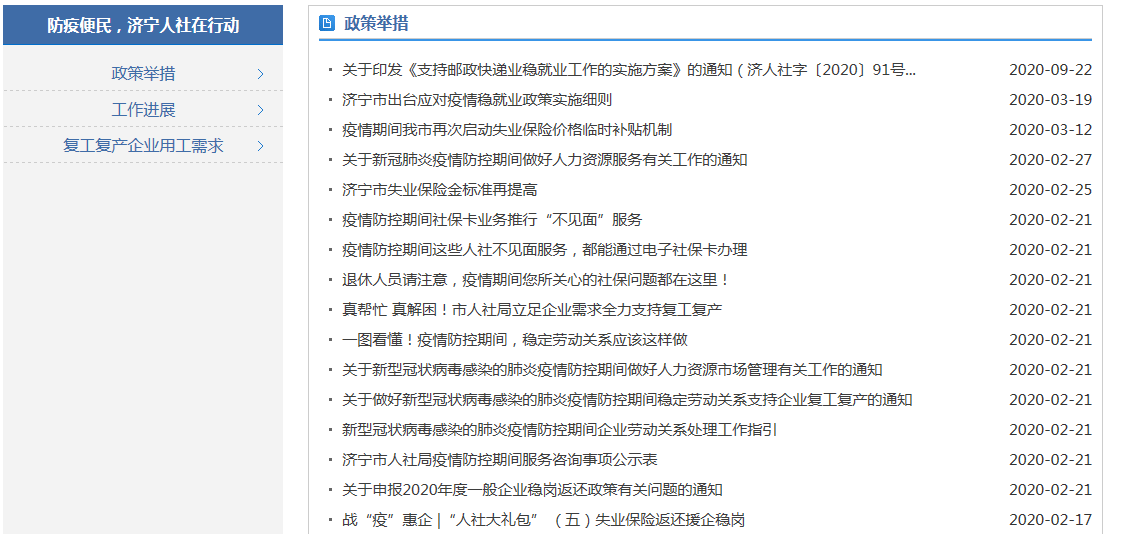 防疫便民，济宁人社在行动
政策举措
工作进展
复工复产企业用工需求
政策举措
关于印发《支持邮政快递业稳就业工作的实施方案》的通知（济人社字〔2020〕91号... 2020-09-22
济宁市出台应对疫情稳就业政策实施细则 2020-03-19
疫情期间我市再次启动失业保险价格临时补贴机制 2020-03-12
关于新冠肺炎疫情防控期间做好人力资源服务有关工作的通知 2020-02-27
济宁市失业保险金标准再提高 2020-02-25
疫情防控期间社保卡业务推行“不见面”服务 2020-02-21
疫情防控期间这些人社不见面服务，都能通过电子社保卡办理 2020-02-21
退休人员请注意，疫情期间您所关心的社保问题都在这里！ 2020-02-21
真帮忙 真解困！市人社局立足企业需求全力支持复工复产 2020-02-21
一图看懂！疫情防控期间，稳定劳动关系应该这样做 2020-02-21
关于新型冠状病毒感染的肺炎疫情防控期间做好人力资源市场管理有关工作的通知 2020-02-21
关于做好新型冠状病毒感染的肺炎疫情防控期间稳定劳动关系支持企业复工复产的通知 2020-02-21
新型冠状病毒感染的肺炎疫情防控期间企业劳动关系处理工作指引 2020-02-21
济宁市人社局疫情防控期间服务咨询事项公示表 2020-02-21
关于申报2020年度一般企业稳岗返还政策有关问题的通知 2020-02-21
战“疫”惠企 | “人社大礼包” （五）失业保险返还援企稳岗 2020-02-17